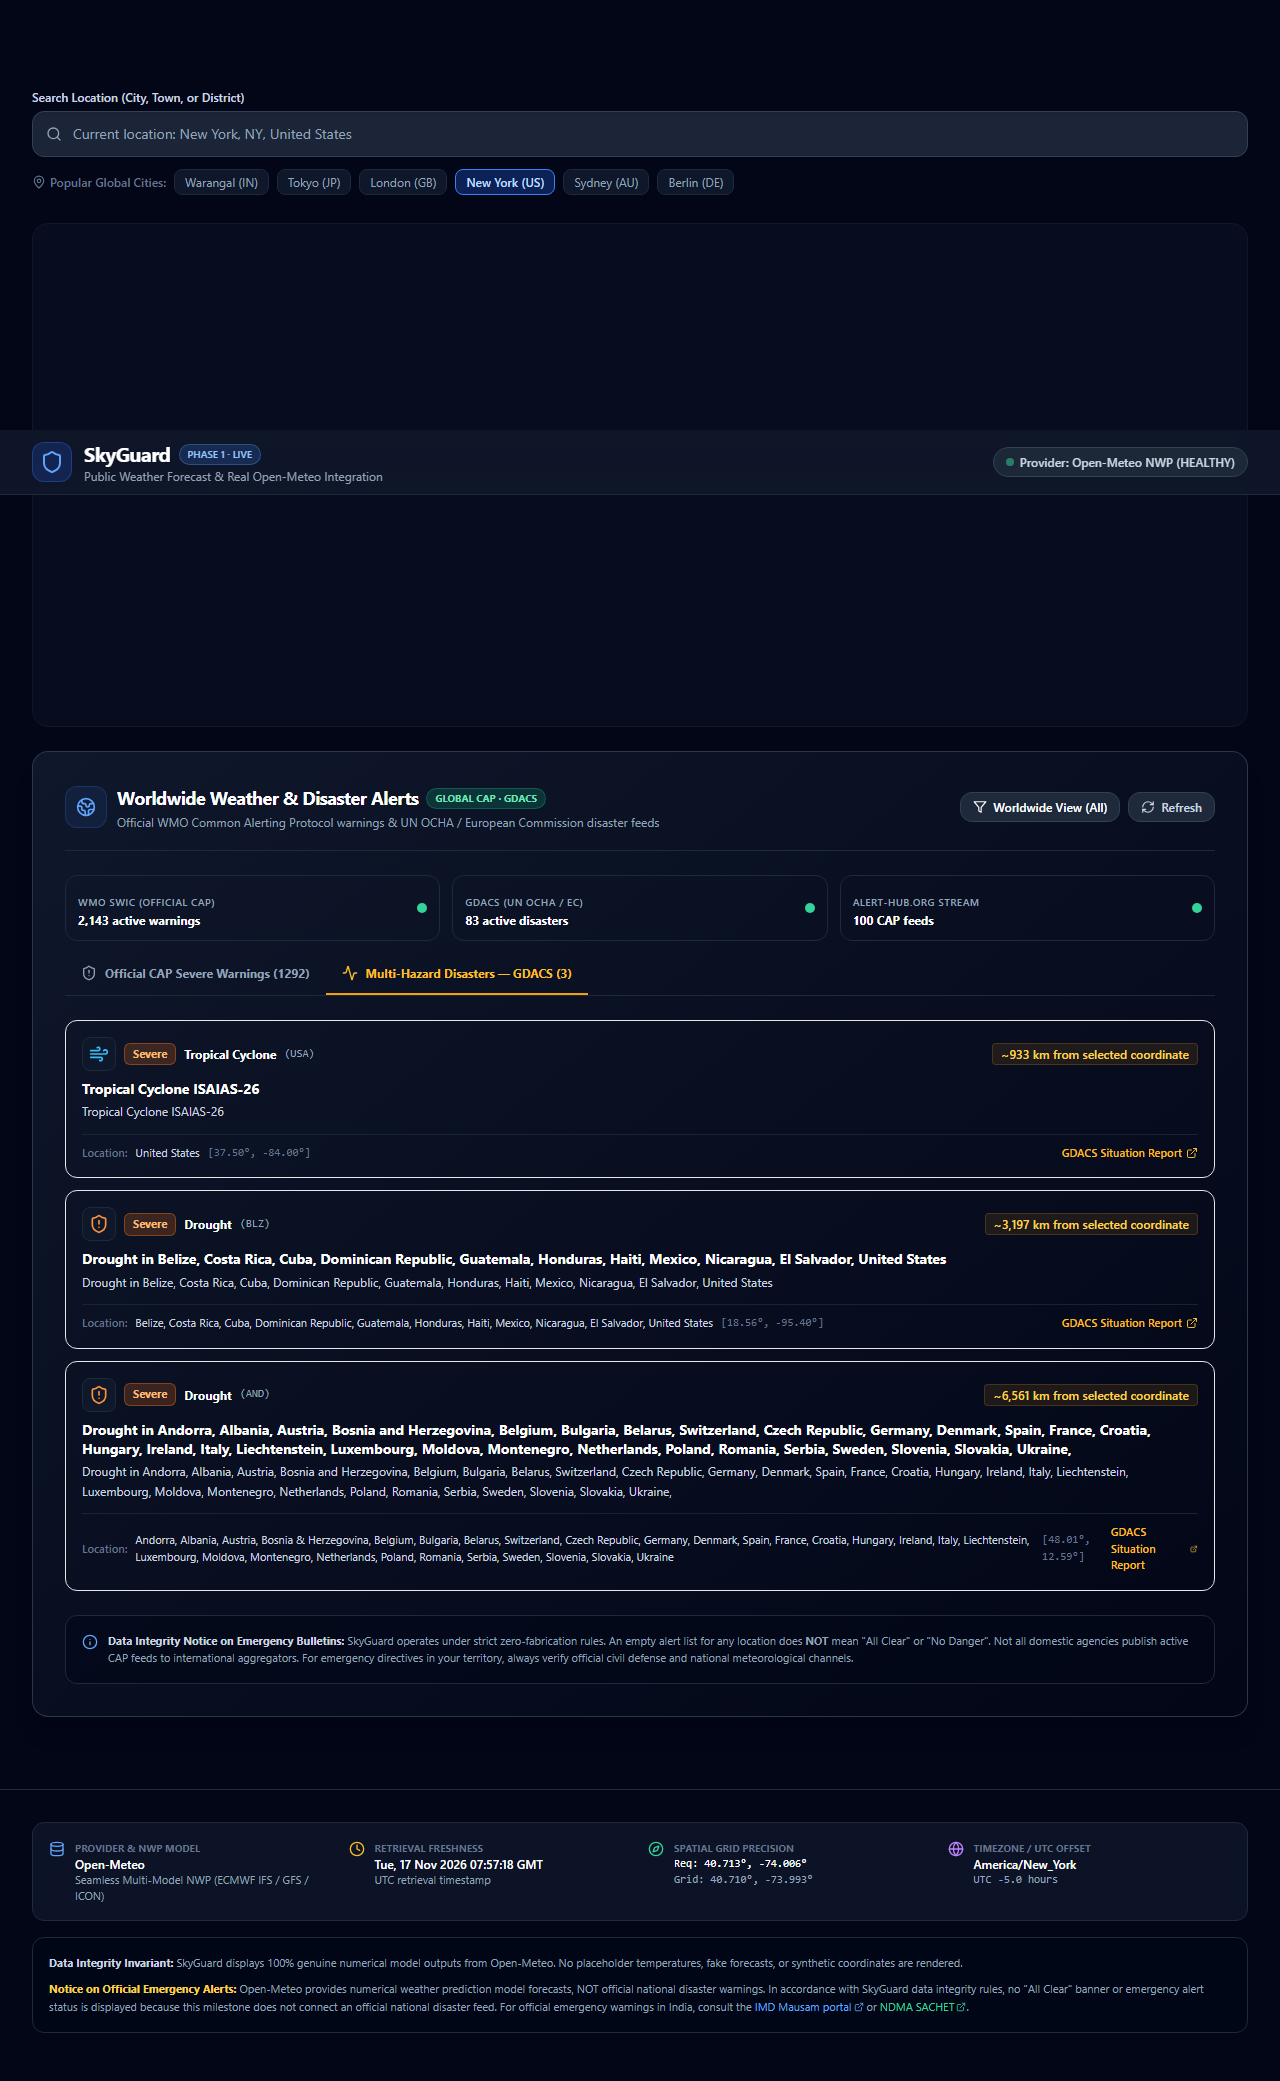 Search Location (City, Town, or District)
Current location: New York, NY, United States
Popular Global Cities: Warangal (IN) Tokyo (JP) London (GB) New York (US) Sydney (AU) Berlin (DE)
SkyGuard PHASE 1 - LIVE
Public Weather Forecast & Real Open-Meteo Integration
Provider: Open-Meteo NWP (HEALTHY)
Worldwide Weather & Disaster Alerts GLOBAL CAP • GDACS
Official WMO Common Alerting Protocol warnings & UN OCHA / European Commission disaster feeds
Worldwide View (All) Refresh
WMO SWIC (OFFICIAL CAP)
2,143 active warnings
GDACS (UN OCHA / EC)
83 active disasters
ALERT-HUB.ORG STREAM
100 CAP feeds
Official CAP Severe Warnings (1292) Multi-Hazard Disasters — GDACS (3)
Severe Tropical Cyclone (USA) ~933 km from selected coordinate
Tropical Cyclone ISAIAS-26
Tropical Cyclone ISAIAS-26
Location: United States [37.50°, -84.00°] GDACS Situation Report
Severe Drought (BLZ) ~3,197 km from selected coordinate
Drought in Belize, Costa Rica, Cuba, Dominican Republic, Guatemala, Honduras, Haiti, Mexico, Nicaragua, El Salvador, United States
Drought in Belize, Costa Rica, Cuba, Dominican Republic, Guatemala, Honduras, Haiti, Mexico, Nicaragua, El Salvador, United States
Location: Belize, Costa Rica, Cuba, Dominican Republic, Guatemala, Honduras, Haiti, Mexico, Nicaragua, El Salvador, United States [18.56°, -95.40°] GDACS Situation Report
Severe Drought (AND) ~6,561 km from selected coordinate
Drought in Andorra, Albania, Austria, Bosnia and Herzegovina, Belgium, Bulgaria, Belarus, Switzerland, Czech Republic, Germany, Denmark, Spain, France, Croatia,
Hungary, Ireland, Italy, Liechtenstein, Luxembourg, Moldova, Montenegro, Netherlands, Poland, Romania, Serbia, Sweden, Slovenia, Slovakia, Ukraine,
Drought in Andorra, Albania, Austria, Bosnia and Herzegovina, Belgium, Bulgaria, Belarus, Switzerland, Czech Republic, Germany, Denmark, Spain, France, Croatia, Hungary, Ireland, Italy, Liechtenstein,
Luxembourg, Moldova, Montenegro, Netherlands, Poland, Romania, Serbia, Sweden, Slovenia, Slovakia, Ukraine,
Location:
Andorra, Albania, Austria, Bosnia & Herzegovina, Belgium, Bulgaria, Belarus, Switzerland, Czech Republic, Germany, Denmark, Spain, France, Croatia, Hungary, Ireland, Italy, Liechtenstein,
Luxembourg, Moldova, Montenegro, Netherlands, Poland, Romania, Serbia, Sweden, Slovenia, Slovakia, Ukraine
[48.01°,
12.59°]
GDACS
Situation
Report
Data Integrity Notice on Emergency Bulletins: SkyGuard operates under strict zero-fabrication rules. An empty alert list for any location does NOT mean "All Clear" or "No Danger". Not all domestic agencies publish active
CAP feeds to international aggregators. For emergency directives in your territory, always verify official civil defense and national meteorological channels.
PROVIDER & NWP MODEL
Open-Meteo
Seamless Multi-Model NWP (ECMWF IFS / GFS /
ICON)
RETRIEVAL FRESHNESS
Tue, 17 Nov 2026 07:57:18 GMT
UTC retrieval timestamp
SPATIAL GRID PRECISION
Req: 40.713°, -74.006°
Grid: 40.710°, -73.993°
TIMEZONE / UTC OFFSET
America/New_York
UTC -5.0 hours
Data Integrity Invariant: SkyGuard displays 100% genuine numerical model outputs from Open-Meteo. No placeholder temperatures, fake forecasts, or synthetic coordinates are rendered.
Notice on Official Emergency Alerts: Open-Meteo provides numerical weather prediction model forecasts, NOT official national disaster warnings. In accordance with SkyGuard data integrity rules, no "All Clear" banner or emergency alert
status is displayed because this milestone does not connect an official national disaster feed. For official emergency warnings in India, consult the IMD Mausam portal or NDMA SACHET.